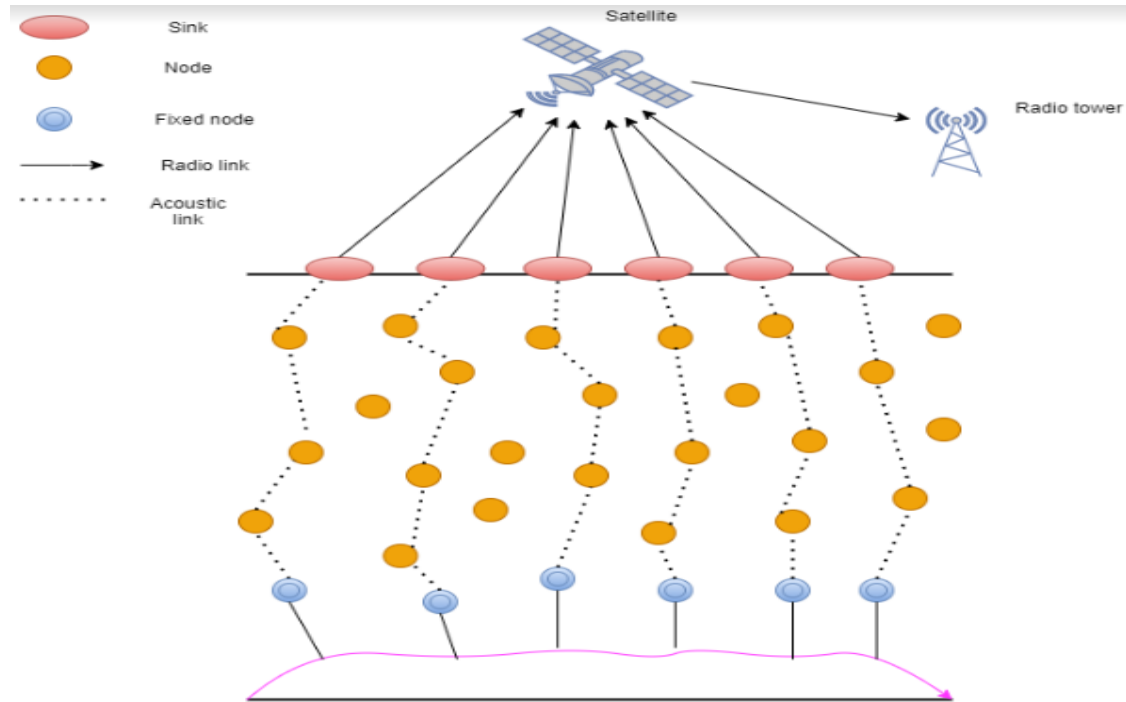 Satellite
Sink
Node
Radio tower
Fixed node
Radio link
Acoustic
link